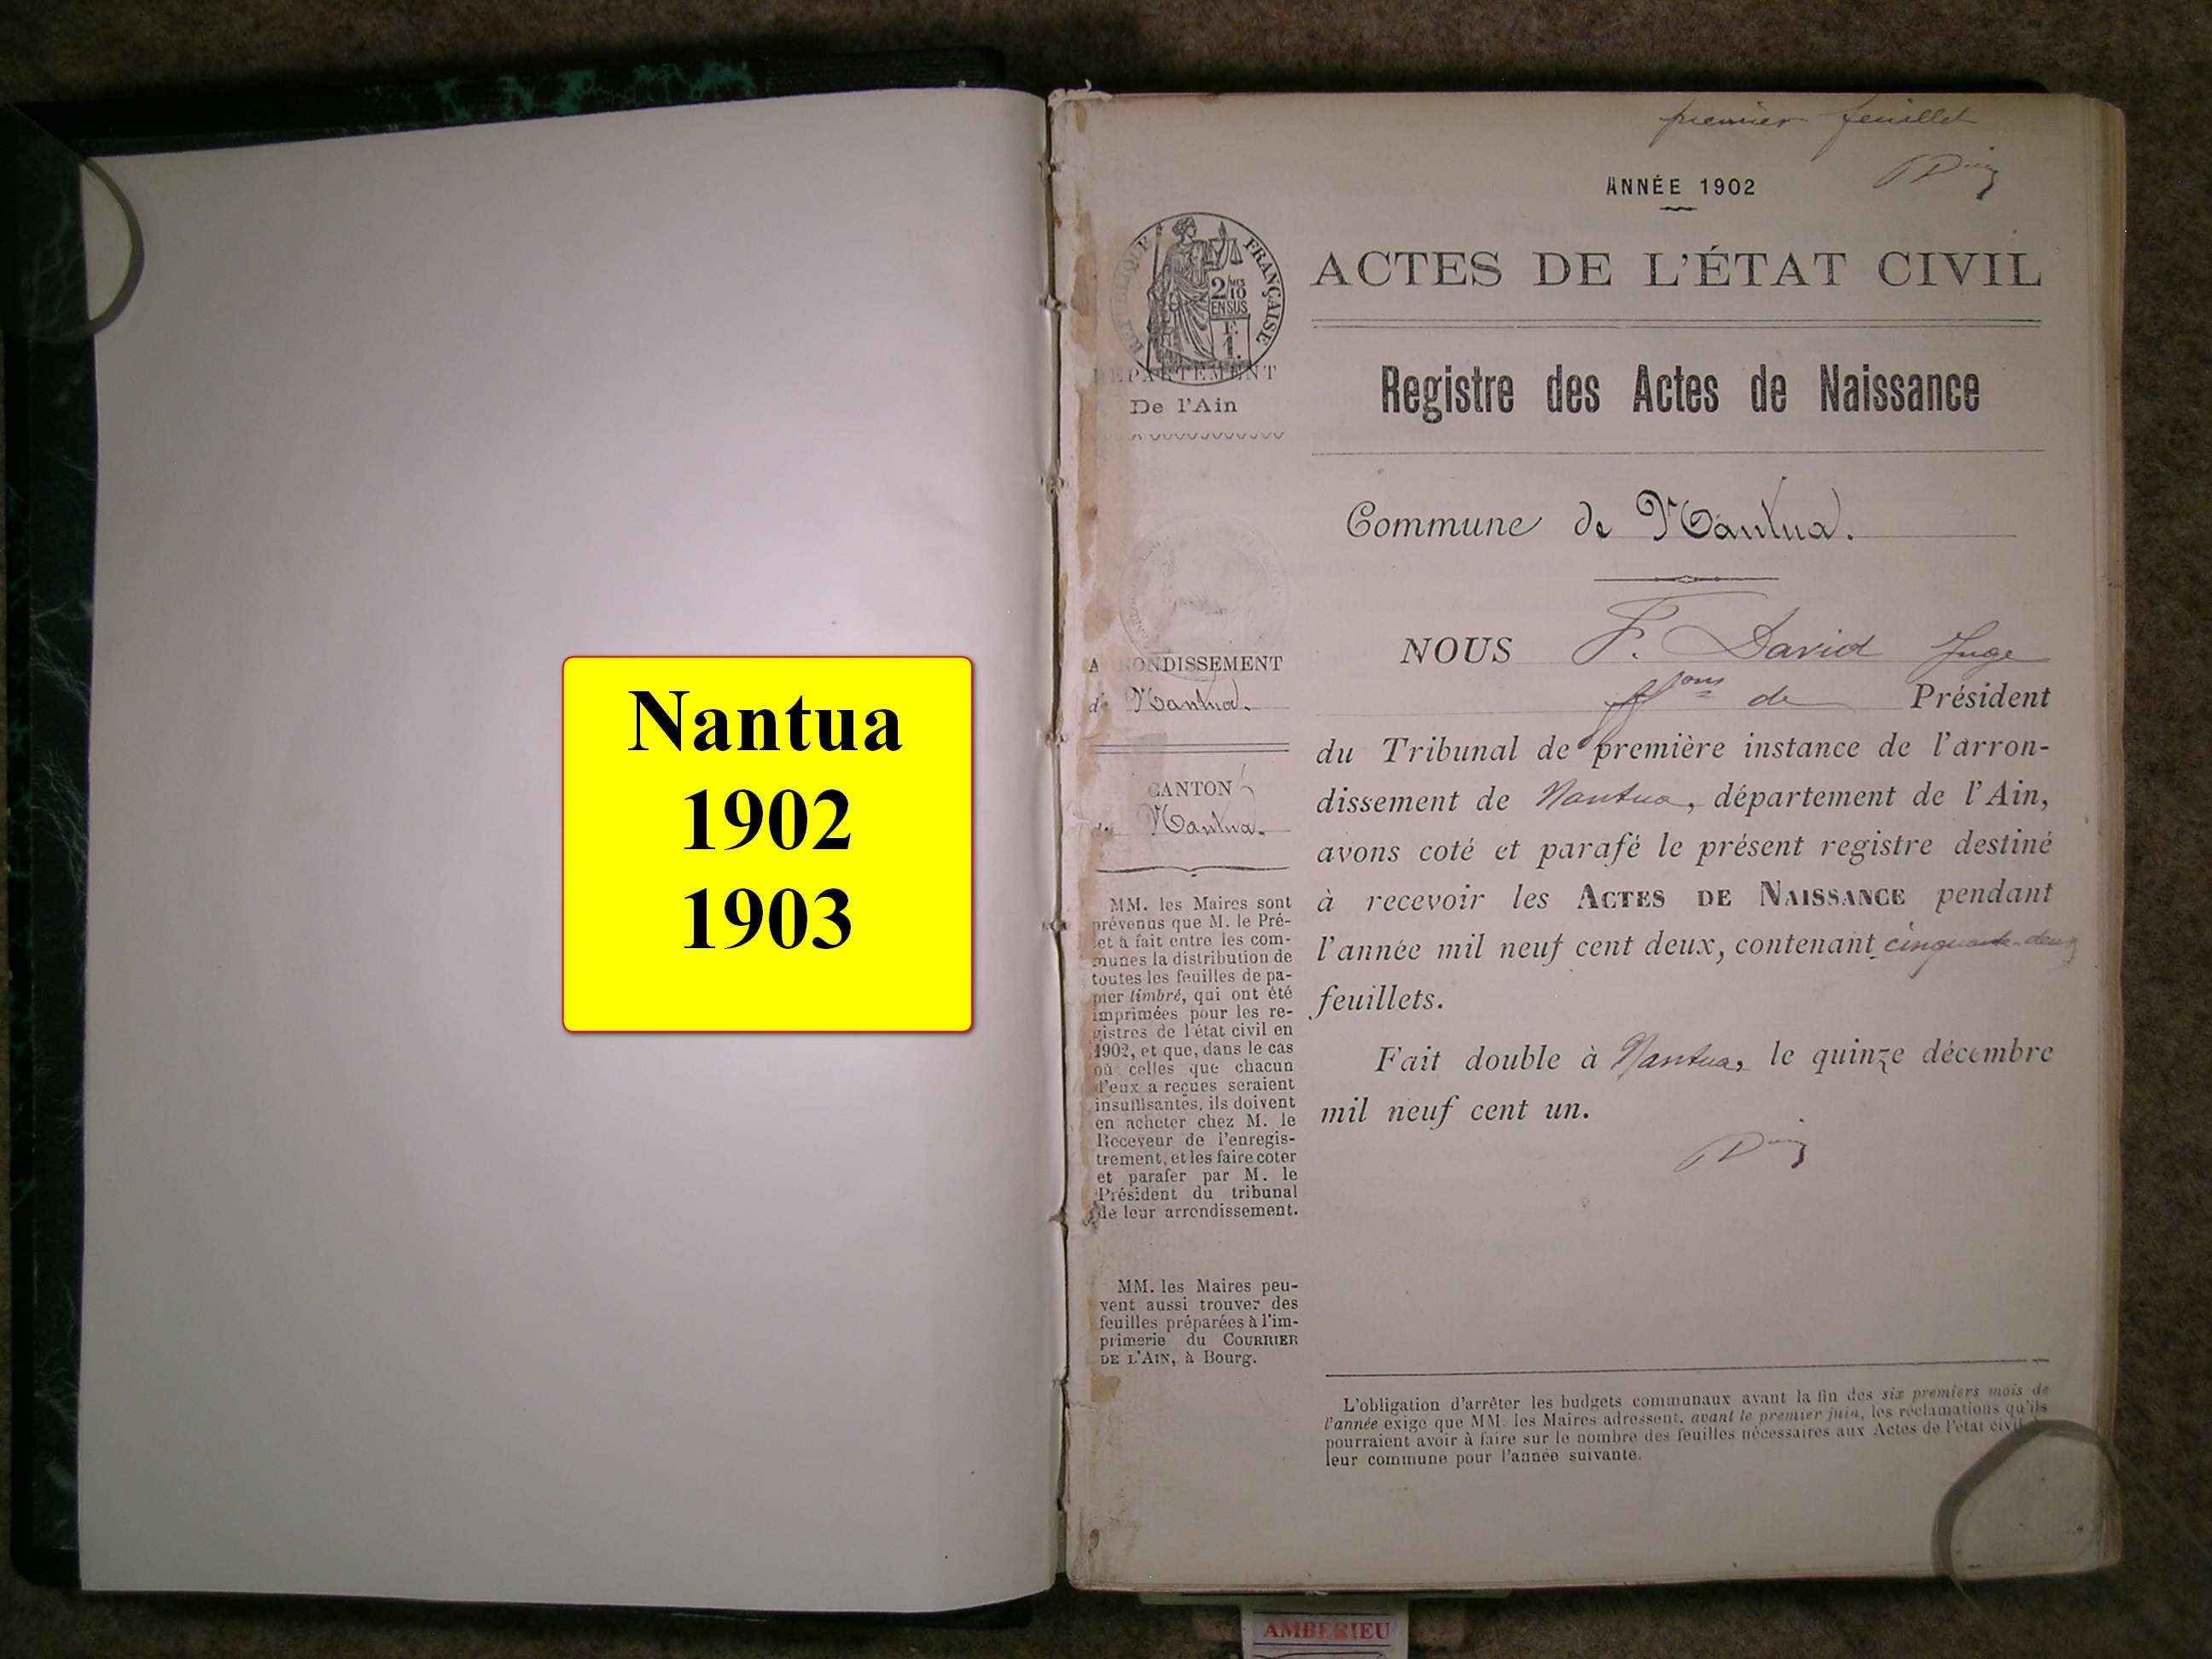 Nantua
1902
1903
premier feuillet
ANNÉE 1902
RÉPUBLIQUE FRANÇAISE
2/10
EN SUS
F.
1.
DÉPARTEMENT
De l'Ain
ARRONDISSEMENT
de Nantua.
CANTON
de Nantua.
MM. les Maires sont
prévenus que M. le Pré-
fet à fait entre les com-
munes la distribution de
toutes les feuilles de pa-
pier timbré, qui ont été
imprimées pour les re-
gistres de l'état civil en
1902, et que, dans le cas
où celles que chacun
d'eux a reçues seraient
insuffisantes, ils doivent
en acheter chez M. le
Receveur de l'enregis-
trement, et les faire coter
et parafer par M. le
Président du tribunal
de leur arrondissement.
MM. les Maires peu-
vent aussi trouver des
feuilles préparées à l'im-
primerie du COURRIER
DE L'AIN, à Bourg.
ACTES DE L'ÉTAT CIVIL
Registre des Actes de Naissance
Commune de Nantua.
NOUS F. David Juge
ff<sup>ons</sup> de Président
du Tribunal de première instance de l'arron-
dissement de Nantua, département de l'Ain,
avons coté et parafé le présent registre destiné
à recevoir les ACTES DE NAISSANCE pendant
l'année mil neuf cent deux, contenant cinquante-deux
feuillets.
Fait double à Nantua, le quinze décembre
mil neuf cent un.
L'obligation d'arrêter les budgets communaux avant la fin des six premiers mois de
l'année exige que MM. les Maires adressent, avant le premier juin, les réclamations qu'ils
pourraient avoir à faire sur le nombre des feuilles nécessaires aux Actes de l'état civil
leur commune pour l'année suivante.
AMBERIEU